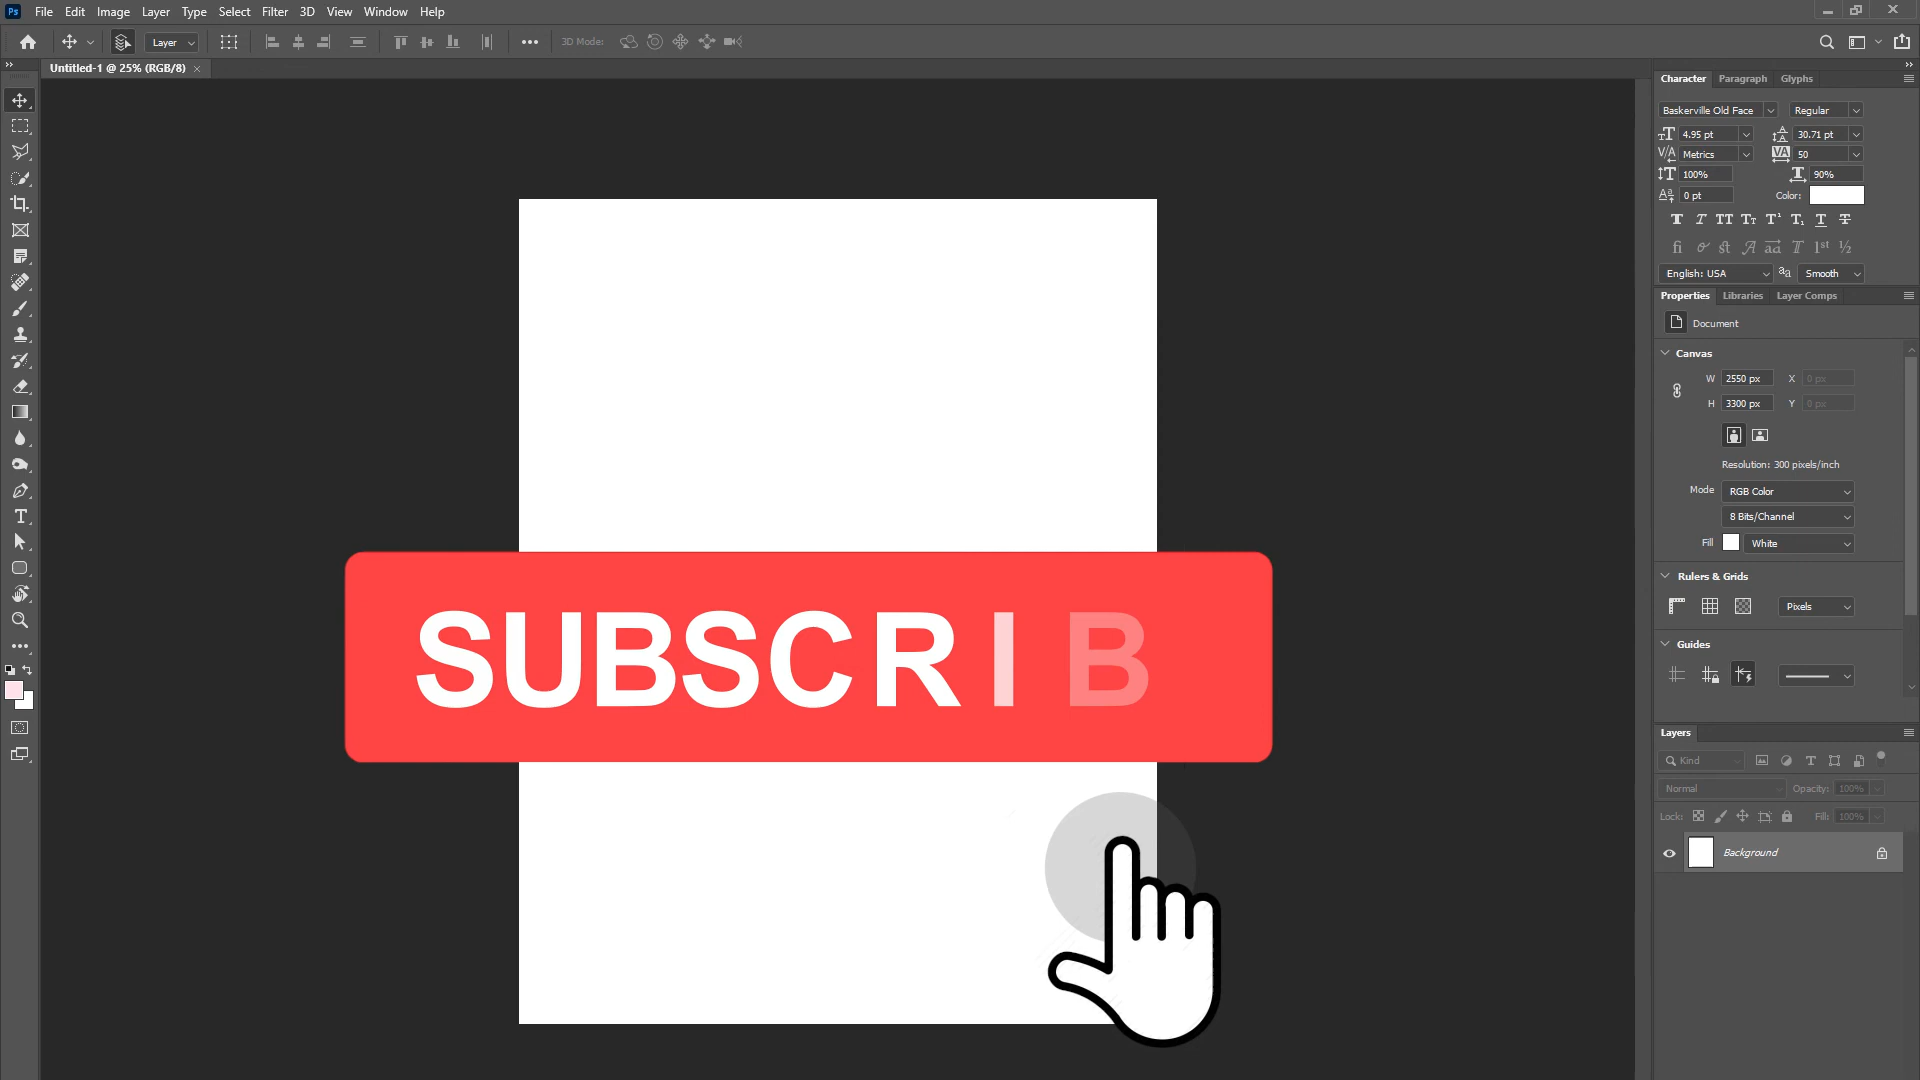 Ps File Edit Image Layer Type Select Filter 3D View Window Help
Layer 3D Mode:
Untitled-1 @ 25% (RGB/8)
Character Paragraph Glyphs
Baskerville Old Face Regular
4.95 pt 30.71 pt
Metrics 50
100% 90%
0 pt Color:
English: USA Smooth
Properties Libraries Layer Comps
Document
Canvas
W 2550 px X 0 px
H 3300 px Y 0 px
Resolution: 300 pixels/inch
Mode RGB Color
8 Bits/Channel
Fill White
Rulers & Grids
Pixels
Guides
SUBSCRIB
Layers
Kind
Normal Opacity: 100%
Lock: Fill: 100%
Background